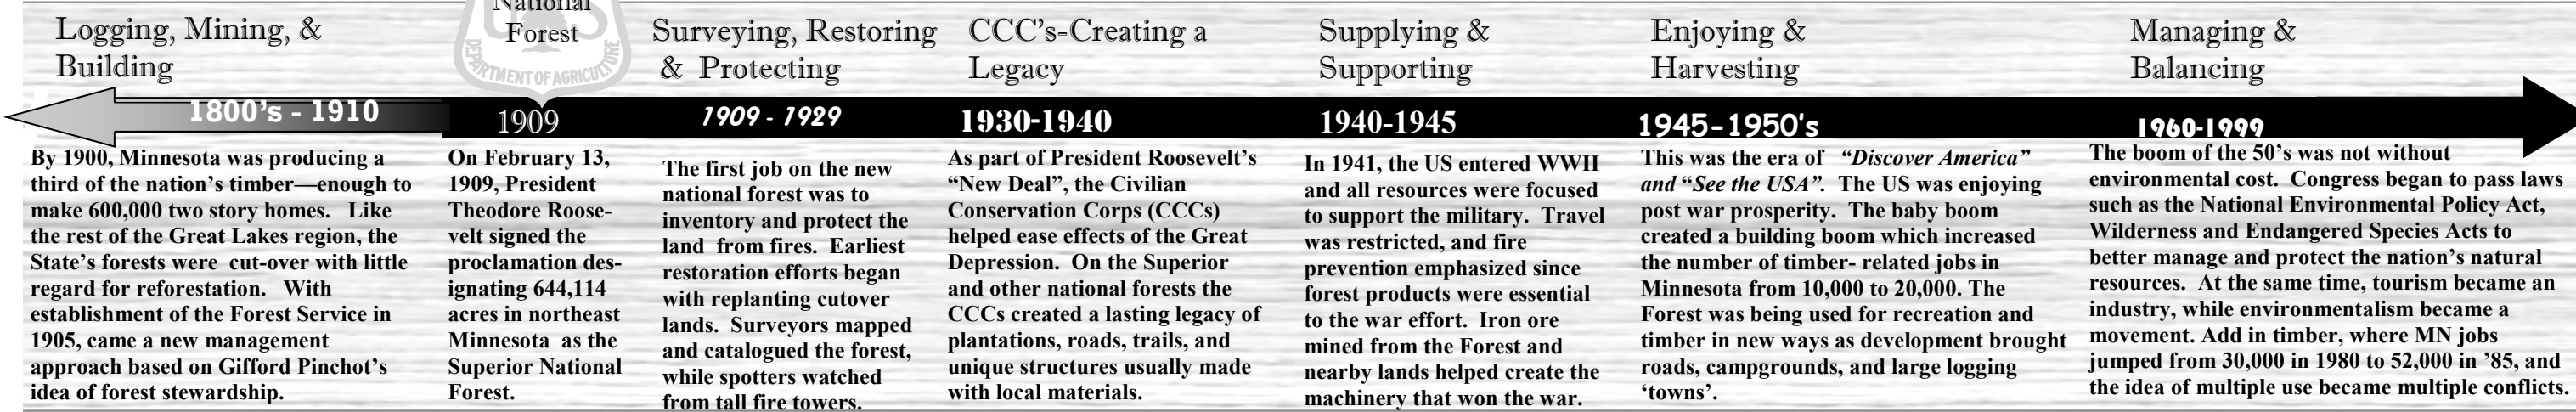 Logging, Mining, &
Building
1800's - 1910
By 1900, Minnesota was producing a
third of the nation's timber—enough to
make 600,000 two story homes. Like
the rest of the Great Lakes region, the
State's forests were cut-over with little
regard for reforestation. With
establishment of the Forest Service in
1905, came a new management
approach based on Gifford Pinchot's
idea of forest stewardship.
National
Forest
DEPARTMENT OF AGRICULTURE
1909
On February 13,
1909, President
Theodore Roose-
velt signed the
proclamation des-
ignating 644,114
acres in northeast
Minnesota as the
Superior National
Forest.
Surveying, Restoring
& Protecting
1909 - 1929
The first job on the new
national forest was to
inventory and protect the
land from fires. Earliest
restoration efforts began
with replanting cutover
lands. Surveyors mapped
and catalogued the forest,
while spotters watched
from tall fire towers.
CCC's-Creating a
Legacy
1930-1940
As part of President Roosevelt's
“New Deal”, the Civilian
Conservation Corps (CCCs)
helped ease effects of the Great
Depression. On the Superior
and other national forests the
CCCs created a lasting legacy of
plantations, roads, trails, and
unique structures usually made
with local materials.
Supplying &
Supporting
1940-1945
In 1941, the US entered WWII
and all resources were focused
to support the military. Travel
was restricted, and fire
prevention emphasized since
forest products were essential
to the war effort. Iron ore
mined from the Forest and
nearby lands helped create the
machinery that won the war.
Enjoying &
Harvesting
1945-1950's
This was the era of “Discover America”
and “See the USA”. The US was enjoying
post war prosperity. The baby boom
created a building boom which increased
the number of timber- related jobs in
Minnesota from 10,000 to 20,000. The
Forest was being used for recreation and
timber in new ways as development brought
roads, campgrounds, and large logging
‘towns’.
Managing &
Balancing
1960-1999
The boom of the 50's was not without
environmental cost. Congress began to pass laws
such as the National Environmental Policy Act,
Wilderness and Endangered Species Acts to
better manage and protect the nation's natural
resources. At the same time, tourism became an
industry, while environmentalism became a
movement. Add in timber, where MN jobs
jumped from 30,000 in 1980 to 52,000 in ’85, and
the idea of multiple use became multiple conflicts.